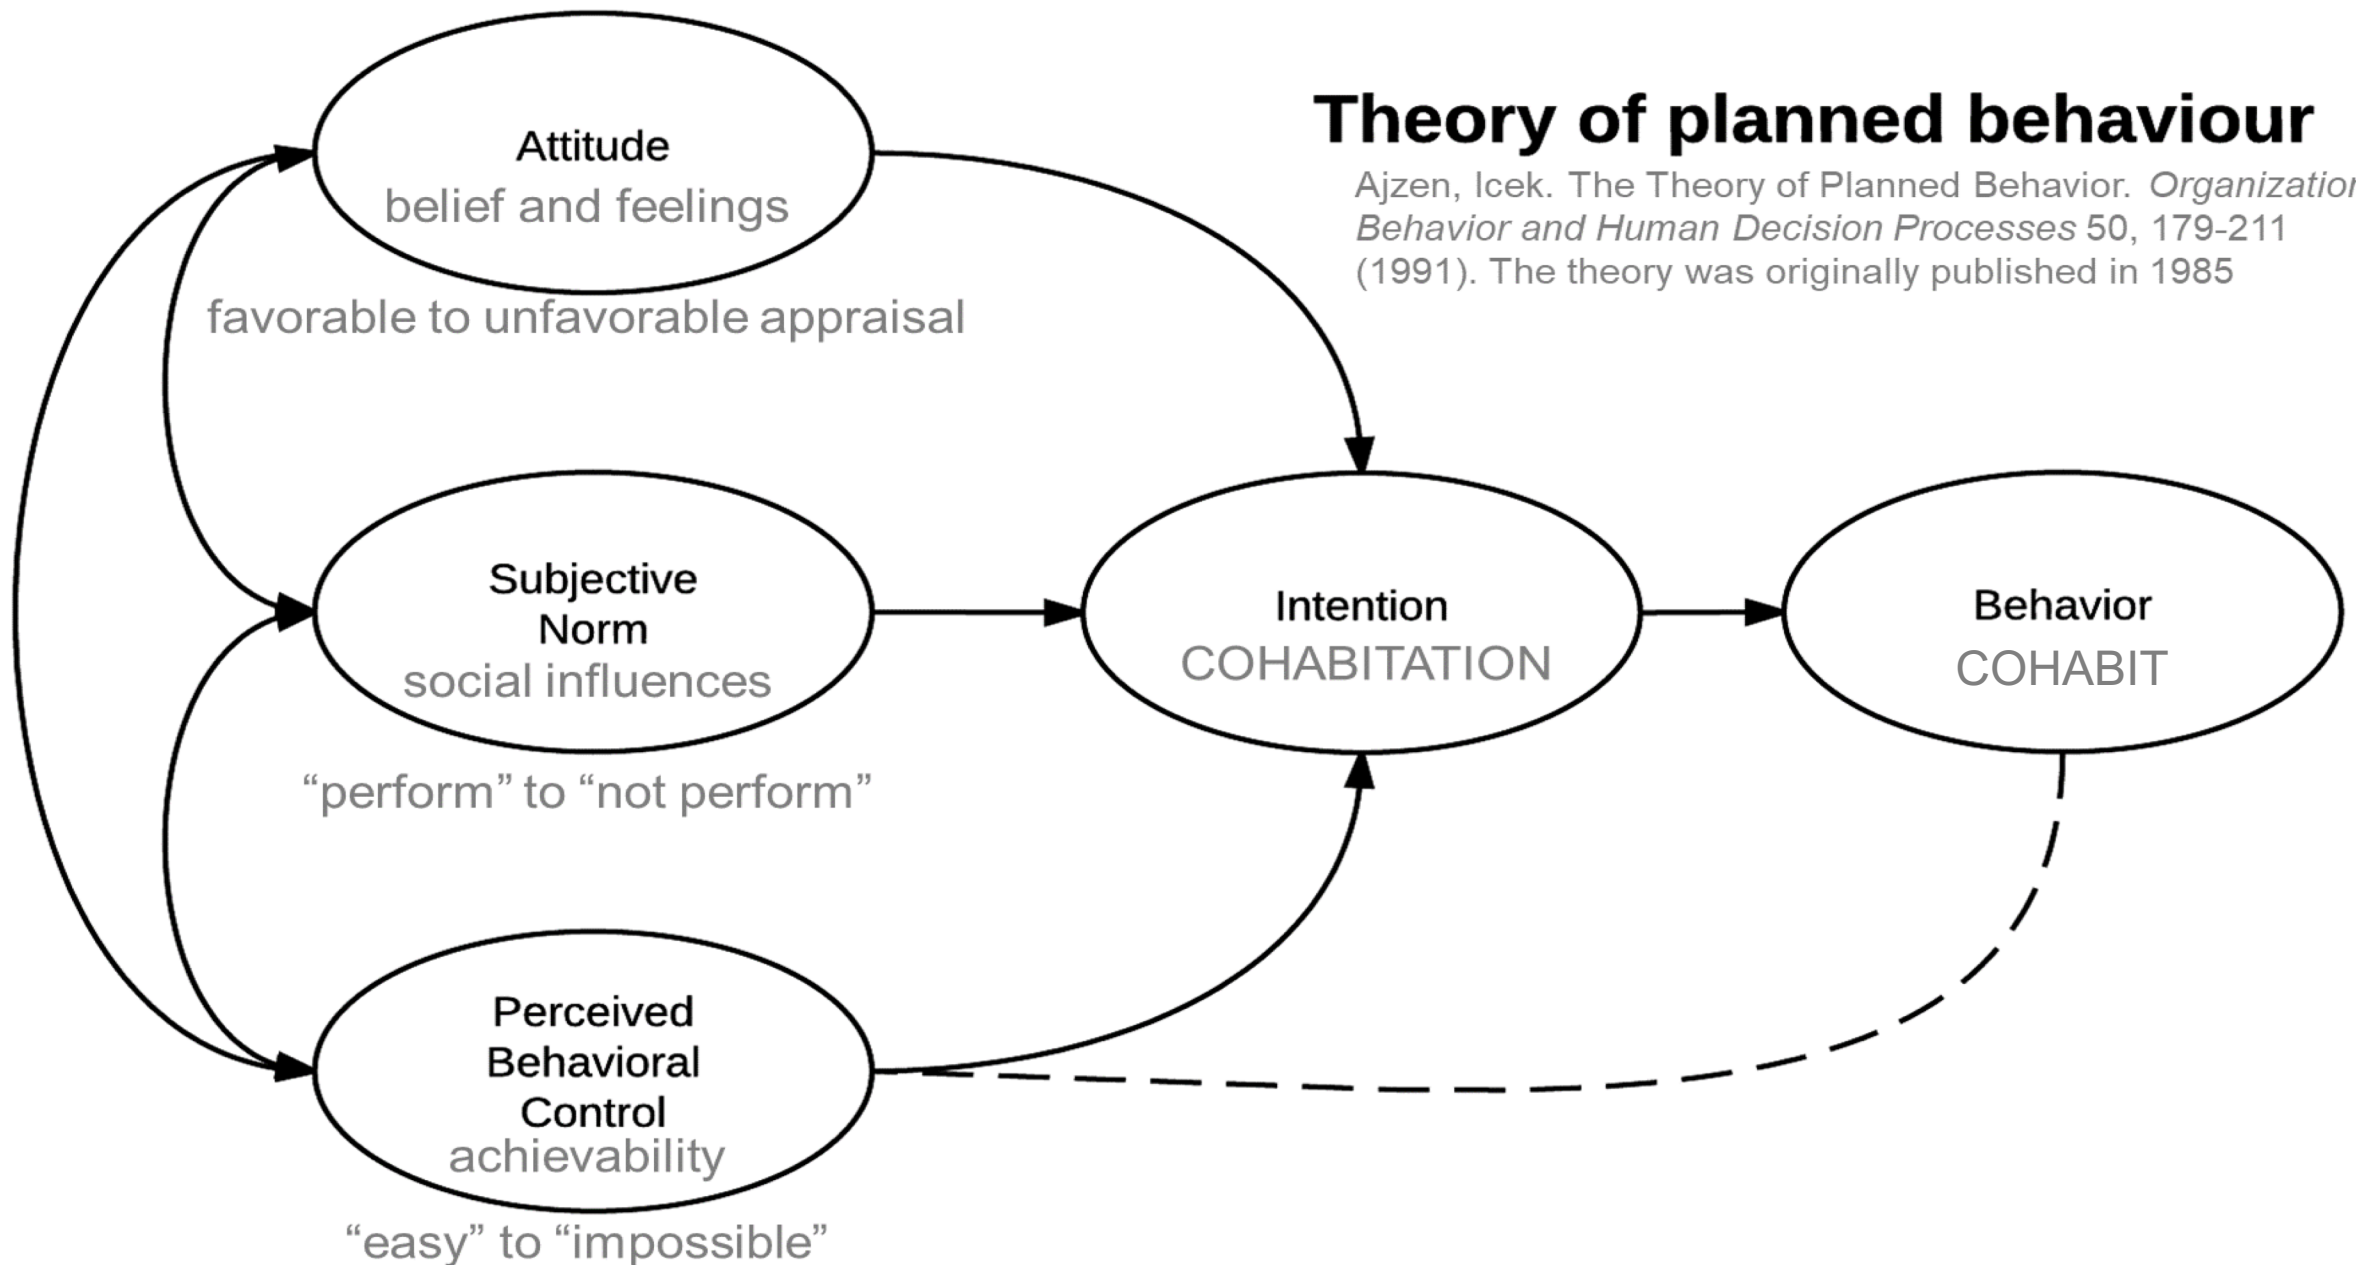 Theory of planned behaviour
Ajzen, Icek. The Theory of Planned Behavior. Organization
Behavior and Human Decision Processes 50, 179-211
(1991). The theory was originally published in 1985
Attitude
belief and feelings
favorable to unfavorable appraisal
Subjective
Norm
social influences
“perform” to “not perform”
Perceived
Behavioral
Control
achievability
“easy” to “impossible”
Intention
COHABITATION
Behavior
COHABIT